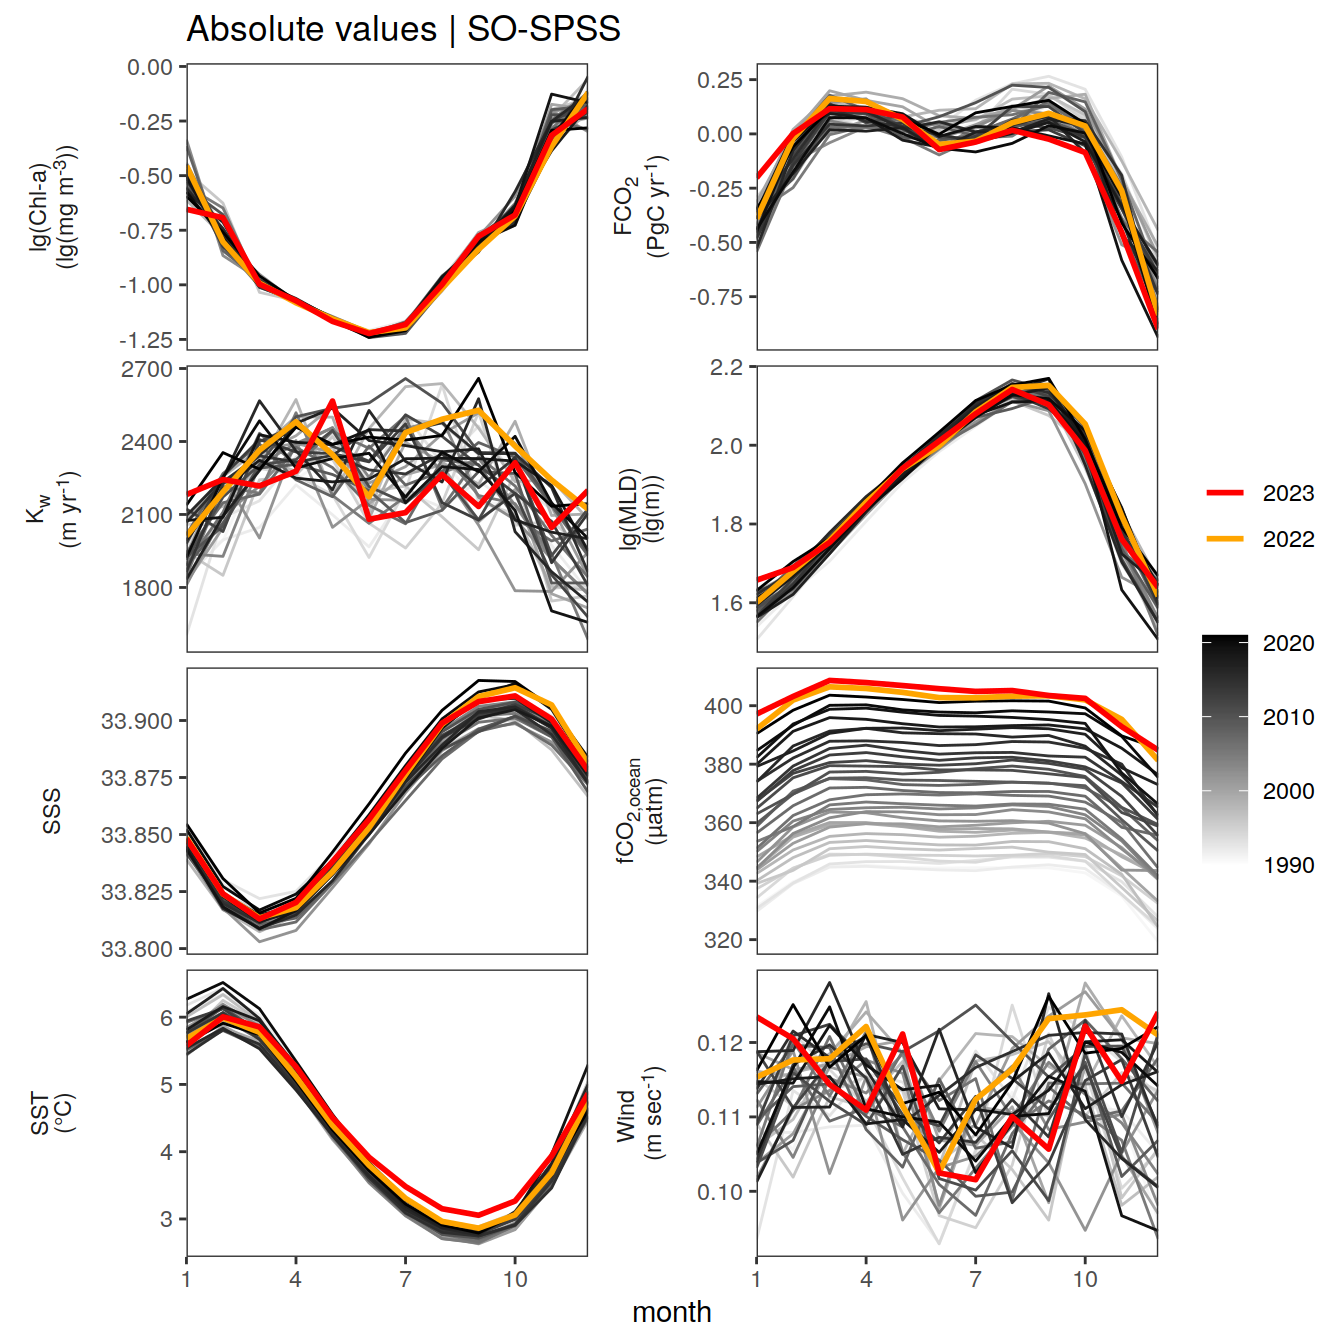 Absolute values | SO-SPSS
0.00
-0.25
-0.50
-0.75
-1.00
-1.25
lg(Chl-a)
(lg(mg m⁻³))
0.25
0.00
-0.25
-0.50
-0.75
FCO₂
(PgC yr⁻¹)
2700
2400
2100
1800
Kw
(m yr⁻¹)
2.2
2.0
1.8
1.6
lg(MLD)
(lg(m))
33.900
33.875
33.850
33.825
33.800
SSS
400
380
360
340
320
fCO₂,ocean
(µatm)
6
5
4
3
SST
(°C)
0.12
0.11
0.10
Wind
(m sec⁻¹)
1 4 7 10
1 4 7 10
month
2023
2022
2020
2010
2000
1990